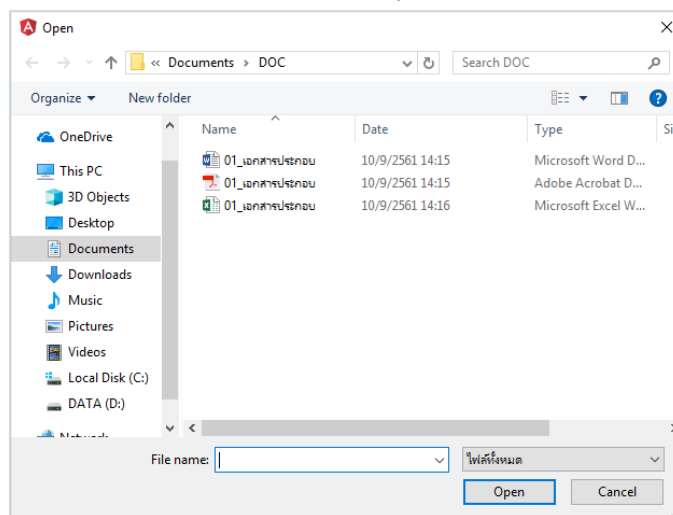 Open
« Documents > DOC
Search DOC
Organize
New folder
Name
Date
Type
Si
OneDrive
This PC
3D Objects
Desktop
Documents
Downloads
Music
Pictures
Videos
Local Disk (C:)
DATA (D:)
Network
01_เอกสารประกอบ 10/9/2561 14:15 Microsoft Word D...
01_เอกสารประกอบ 10/9/2561 14:15 Adobe Acrobat D...
01_เอกสารประกอบ 10/9/2561 14:16 Microsoft Excel W...
File name:
ไฟล์ทั้งหมด
Open
Cancel